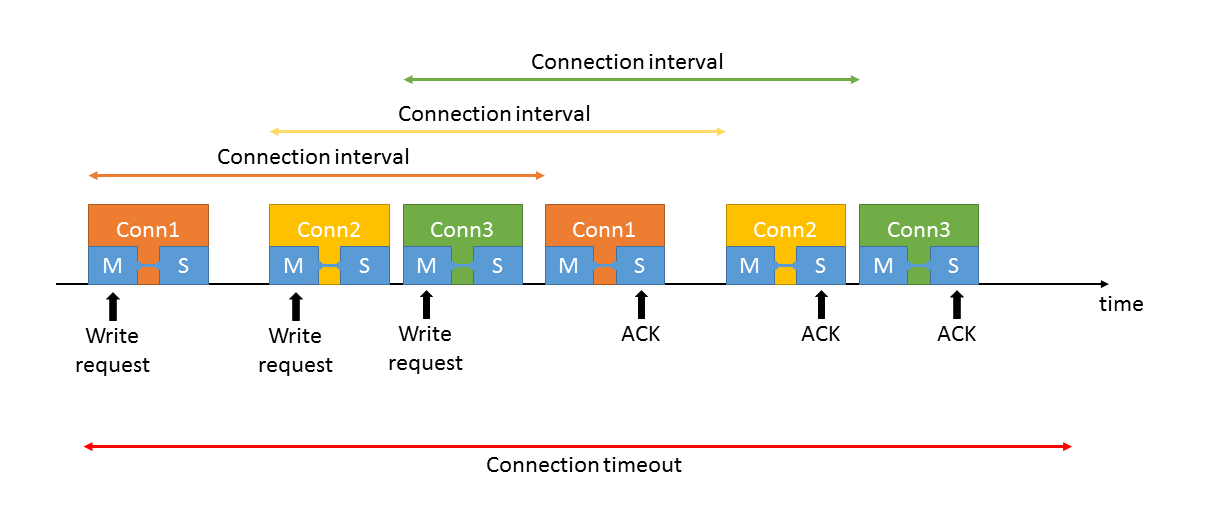 Connection interval
Connection interval
Connection interval
Conn1
Conn2
Conn3
Conn1
Conn2
Conn3
M S
M S
M S
M S
M S
M S
time
Write
request
Write
request
Write
request
ACK
ACK
ACK
Connection timeout